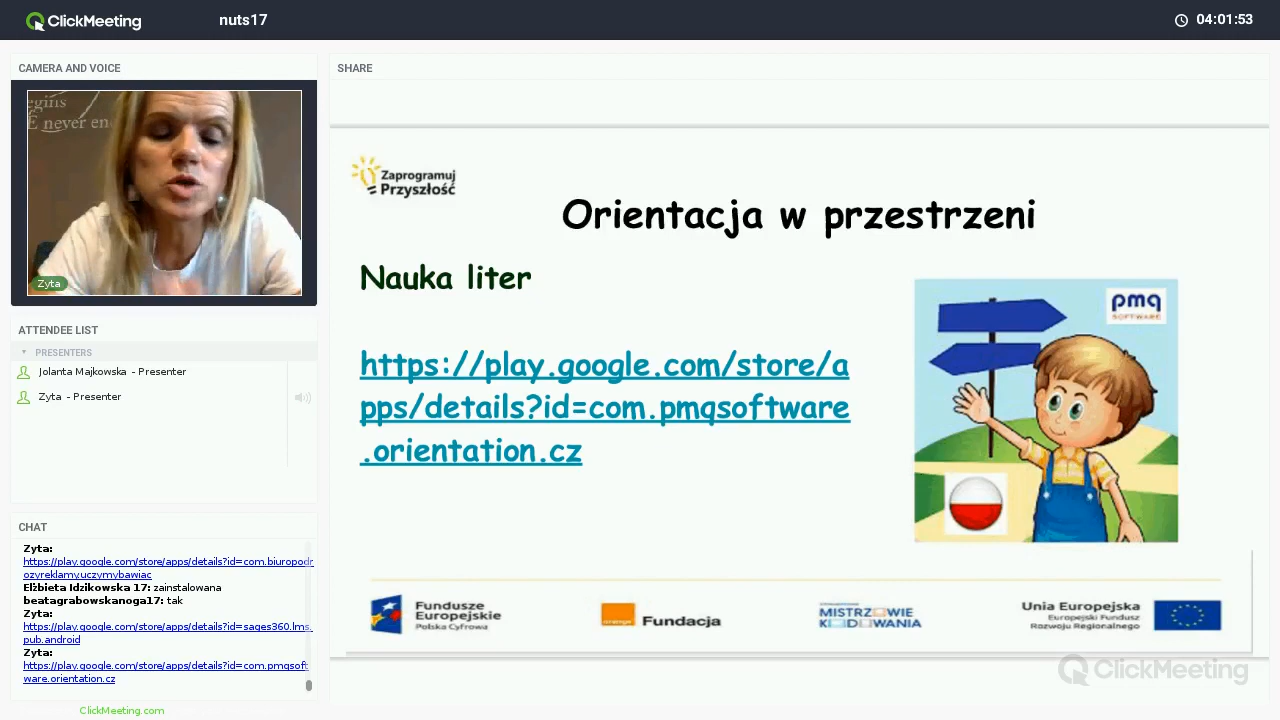 ClickMeeting
nuts17
04:01:53
CAMERA AND VOICE
egins
E never en
Zyta
ATTENDEE LIST
PRESENTERS
Jolanta Majkowska - Presenter
Zyta - Presenter
CHAT
Zyta:
https://play.google.com/store/apps/details?id=com.biuropodr
ozyreklamy.uczymybawiac
Elżbieta Idzikowska 17: zainstalowana
beatagrabowskanoga17: tak
Zyta:
https://play.google.com/store/apps/details?id=sages360.lms.
pub.android
Zyta:
https://play.google.com/store/apps/details?id=com.pmqsoft
ware.orientation.cz
ClickMeeting.com
SHARE
Zaprogramuj
Przyszłość
Orientacja w przestrzeni
Nauka liter
https://play.google.com/store/a
pps/details?id=com.pmqsoftware
.orientation.cz
pmq
SOFTWARE
Fundusze
Europejskie
Polska Cyfrowa
orange
Fundacja
MISTRZOWIE
KODOWANIA
Unia Europejska
Europejski Fundusz
Rozwoju Regionalnego
ClickMeeting